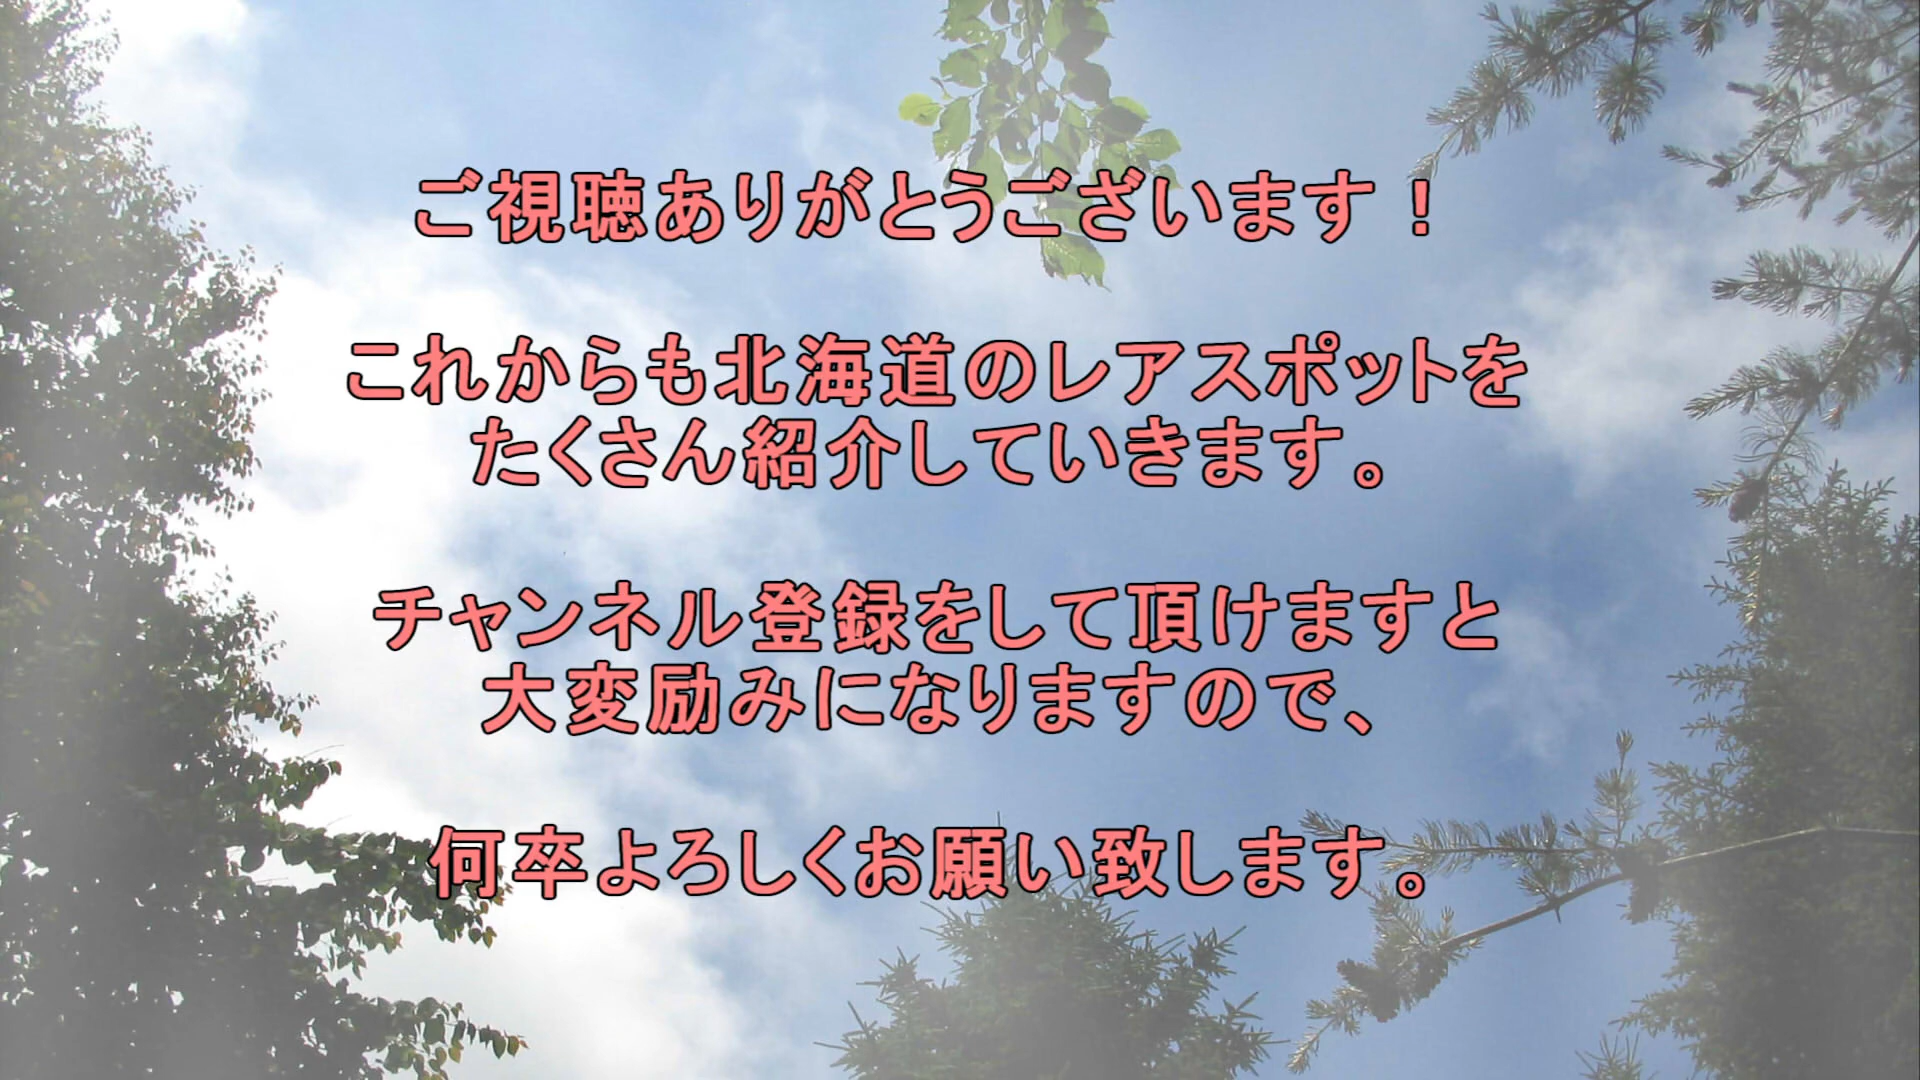 ご視聴ありがとうございます！
これからも北海道のレアスポットを
たくさん紹介していきます。
チャンネル登録をして頂けますと
大変励みになりますので、
何卒よろしくお願い致します。